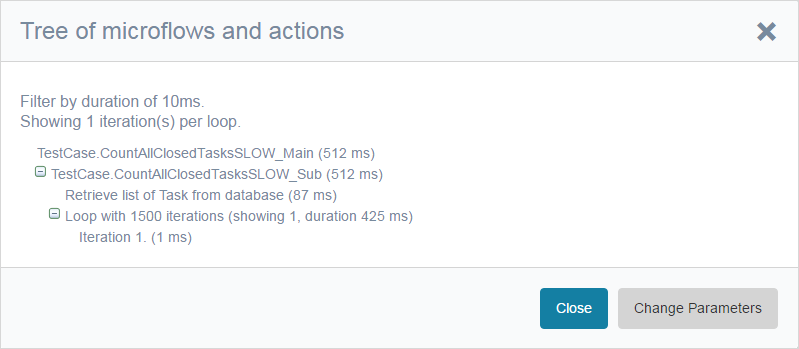 Tree of microflows and actions
Filter by duration of 10ms.
Showing 1 iteration(s) per loop.
TestCase.CountAllClosedTasksSLOW_Main (512 ms)
TestCase.CountAllClosedTasksSLOW_Sub (512 ms)
Retrieve list of Task from database (87 ms)
Loop with 1500 iterations (showing 1, duration 425 ms)
Iteration 1. (1 ms)
Close Change Parameters